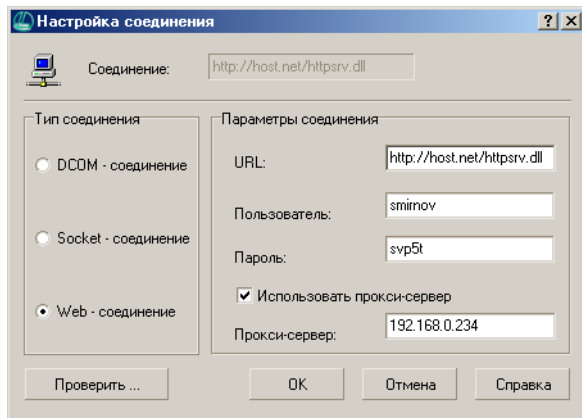 Настройка соединения
Соединение: http://host.net/httpsrv.dll
Тип соединения
DCOM - соединение
Socket - соединение
Web - соединение
Параметры соединения
URL: http://host.net/httpsrv.dll
Пользователь: smirnov
Пароль: svp5t
Использовать прокси-сервер
Прокси-сервер: 192.168.0.234
Проверить ... OK Отмена Справка